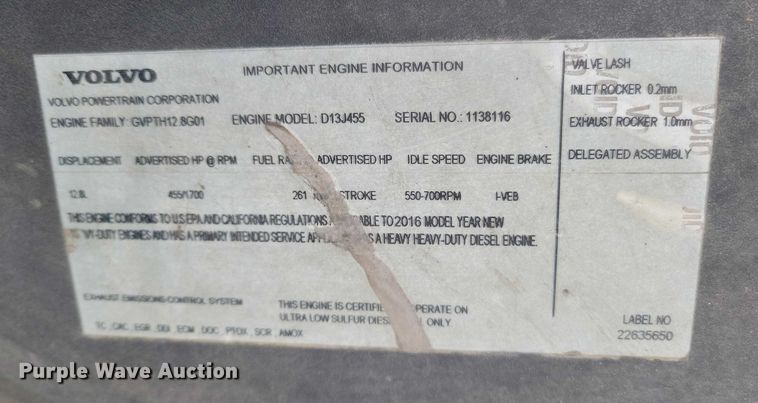 VOLVO
IMPORTANT ENGINE INFORMATION
VOLVO POWERTRAIN CORPORATION
ENGINE FAMILY: GVPTH12.8G01 ENGINE MODEL: D13J455 SERIAL NO.: 1138116
DISPLACEMENT ADVERTISED HP @ RPM FUEL ADVERTISED HP IDLE SPEED ENGINE BRAKE
12.8L 455/1700 261 STROKE 550-700RPM I-VEB
THIS ENGINE CONFORMS TO U.S EPA AND CALIFORNIA REGULATIONS TO 2016 MODEL YEAR NEW
DUTY ENGINES AND HAS A PRIMARY INTENDED SERVICE AS A HEAVY HEAVY-DUTY DIESEL ENGINE.
EXHAUST EMISSIONS CONTROL SYSTEM
TC , CAC , EGR , DDI , ECM , DOC , PTOX , SCR , AMOX
THIS ENGINE IS OPERATE ON
ULTRA LOW SULFUR ONLY
VALVE LASH
INLET ROCKER 0.2mm
EXHAUST ROCKER 1.0mm
DELEGATED ASSEMBLY
VOID
LABEL NO
22635650
Purple Wave Auction